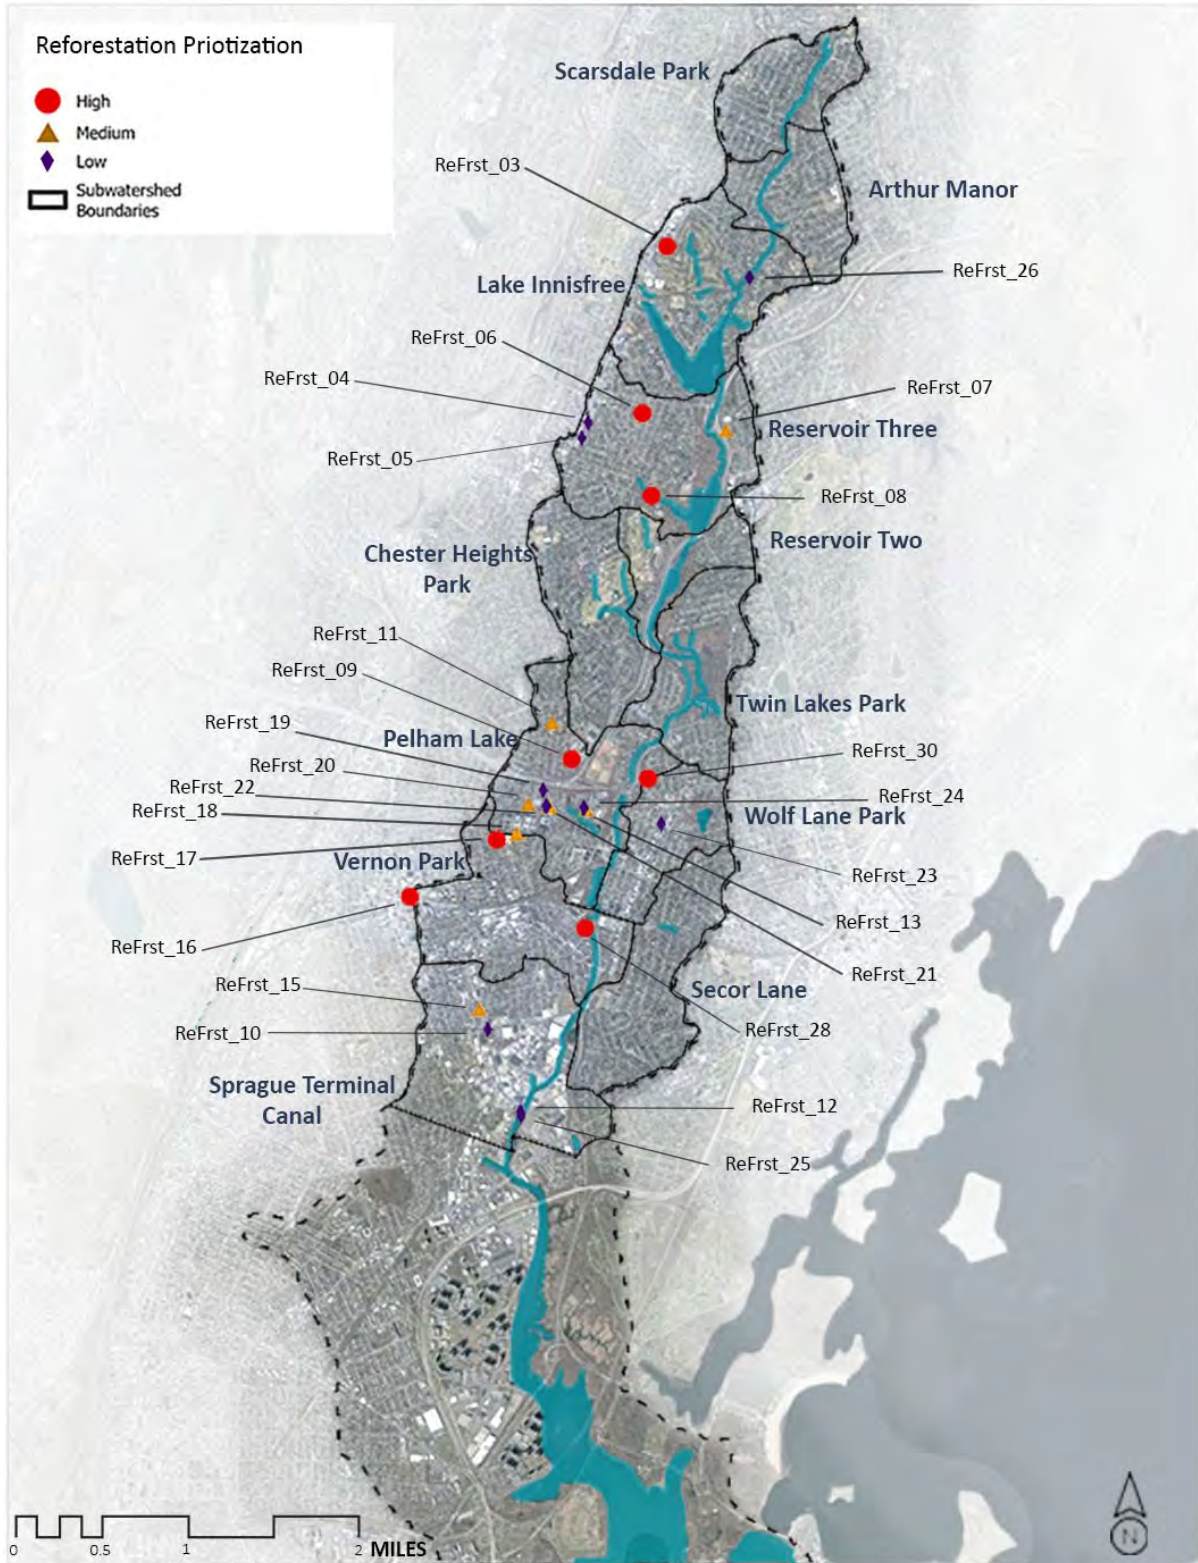 Reforestation Priotization
High
Medium
Low
Subwatershed
Boundaries
Scarsdale Park
ReFrst_03
Arthur Manor
ReFrst_26
Lake Innisfree
ReFrst_06
ReFrst_04
ReFrst_07
Reservoir Three
ReFrst_05
ReFrst_08
Reservoir Two
Chester Heights
Park
ReFrst_11
ReFrst_09
Twin Lakes Park
ReFrst_19
Pelham Lake
ReFrst_30
ReFrst_20
ReFrst_22
ReFrst_24
ReFrst_18
Wolf Lane Park
ReFrst_17
Vernon Park
ReFrst_23
ReFrst_13
ReFrst_16
ReFrst_21
ReFrst_15
Secor Lane
ReFrst_10
ReFrst_28
Sprague Terminal
Canal
ReFrst_12
ReFrst_25
0 0.5 1 2 MILES
N